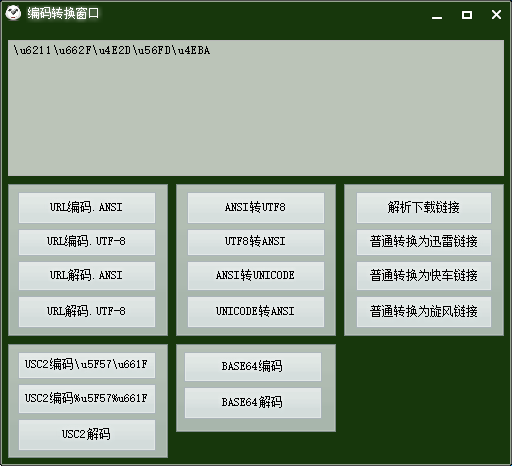 编码转换窗口
\u6211\u662F\u4E2D\u56FD\u4EBA
URL编码.ANSI
URL编码.UTF-8
URL解码.ANSI
URL解码.UTF-8
ANSI转UTF8
UTF8转ANSI
ANSI转UNICODE
UNICODE转ANSI
解析下载链接
普通转换为迅雷链接
普通转换为快车链接
普通转换为旋风链接
USC2编码\u5F57\u661F
USC2编码%u5F57%u661F
USC2解码
BASE64编码
BASE64解码